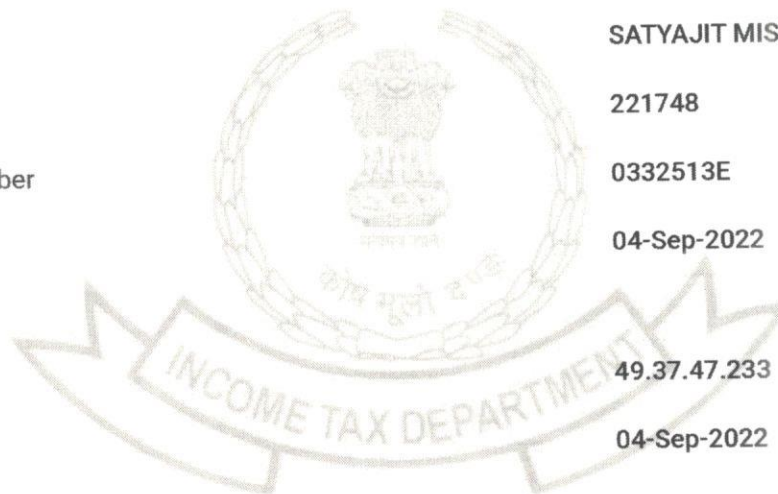 SATYAJIT MIS
221748
ber
0332513E
04-Sep-2022
कोष मूलो दण्ड
INCOME TAX DEPARTMENT
49.37.47.233
04-Sep-2022